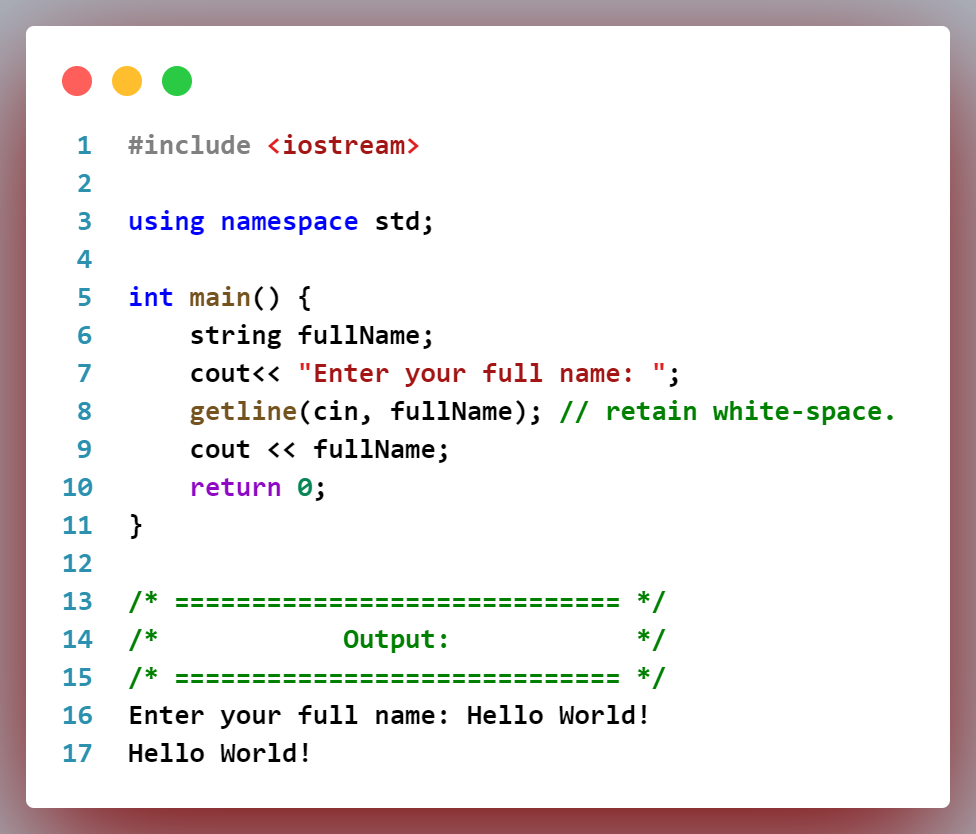 1 #include <iostream>
2
3 using namespace std;
4
5 int main() {
6     string fullName;
7     cout<< "Enter your full name: ";
8     getline(cin, fullName); // retain white-space.
9     cout << fullName;
10     return 0;
11 }
12
13 /* ============================= */
14 /*            Output:            */
15 /* ============================= */
16 Enter your full name: Hello World!
17 Hello World!